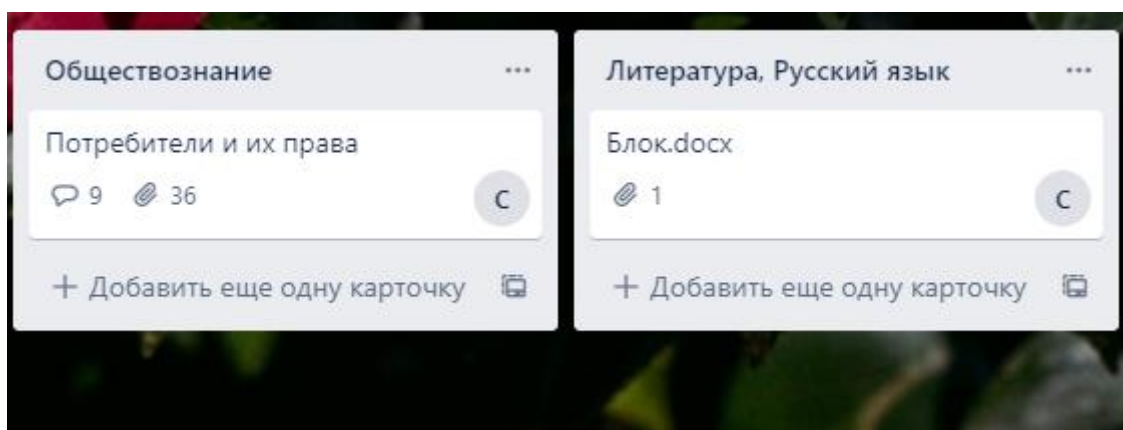 Обществознание
Потребители и их права
9 36
С
Добавить еще одну карточку
Литература, Русский язык
Блок.docx
1
С
Добавить еще одну карточку